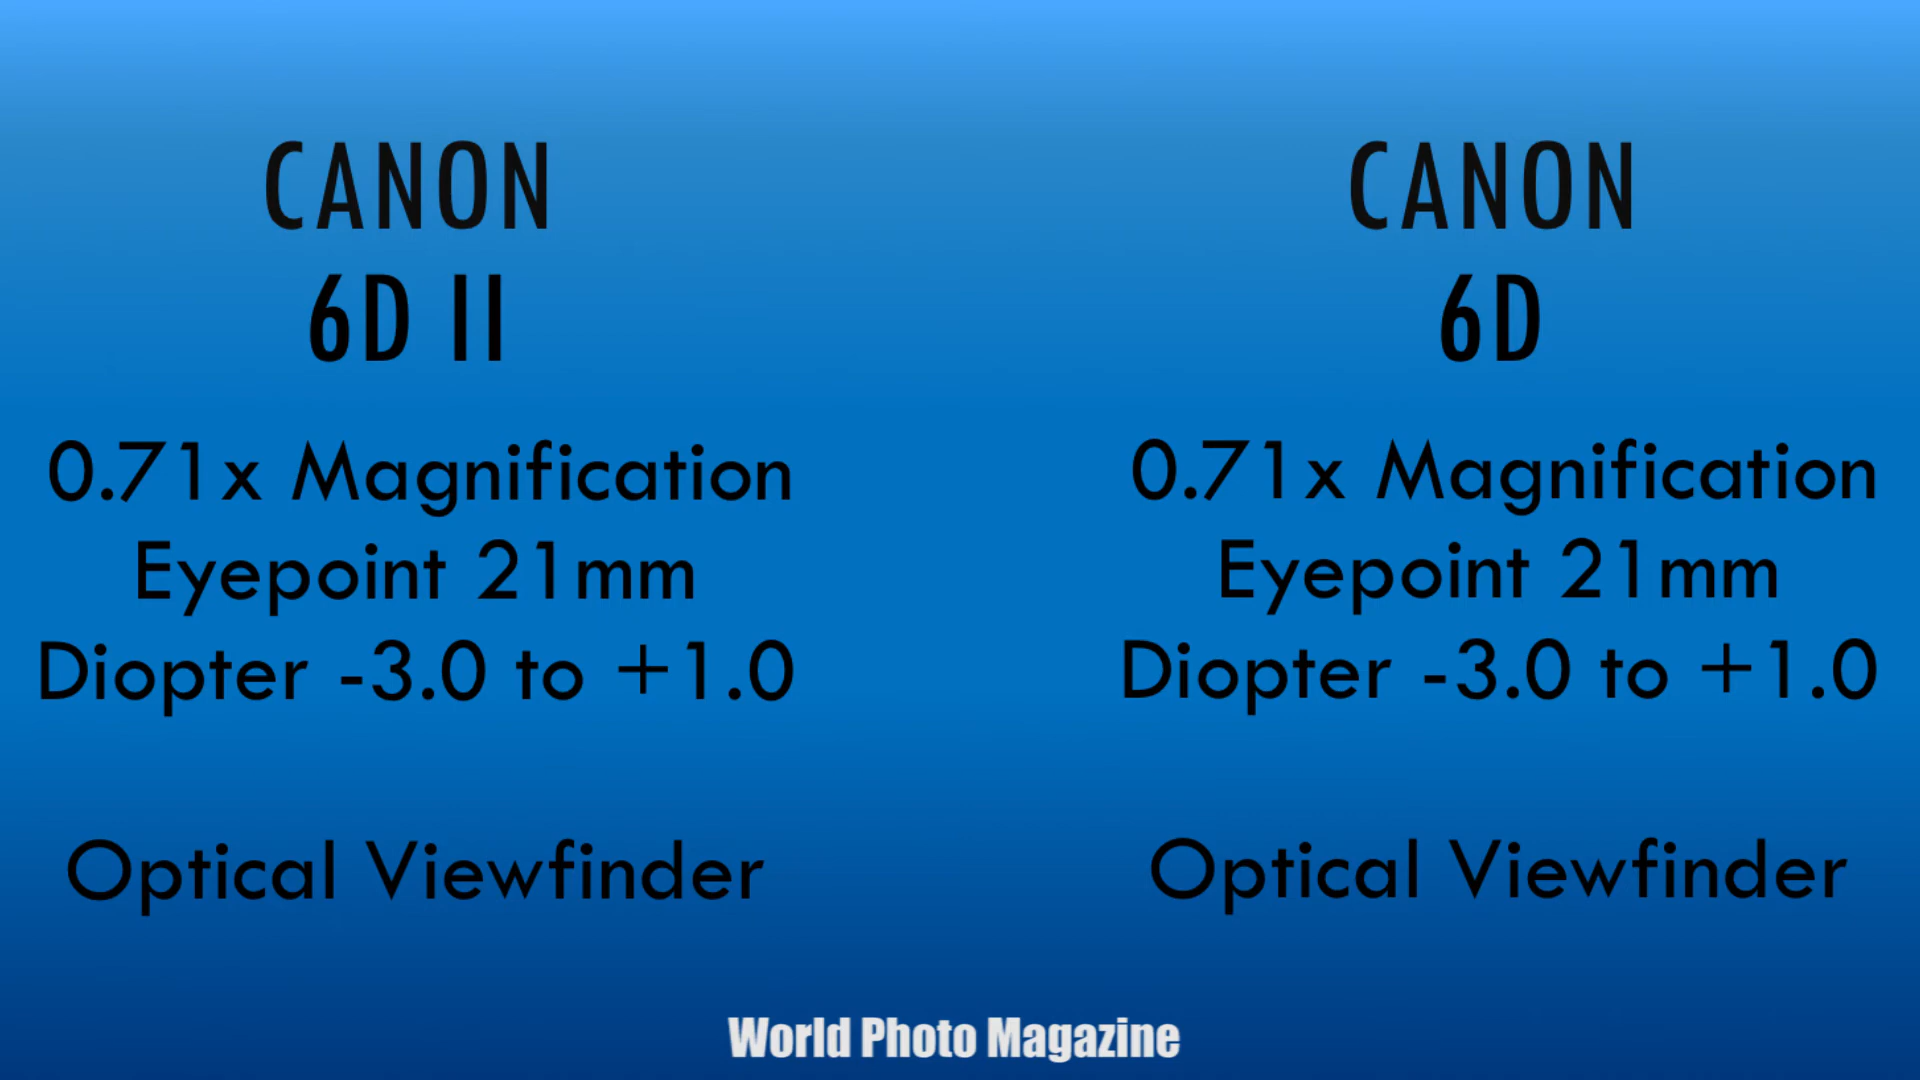 CANON
6D II
0.71x Magnification
Eyepoint 21mm
Diopter -3.0 to +1.0
Optical Viewfinder
CANON
6D
0.71x Magnification
Eyepoint 21mm
Diopter -3.0 to +1.0
Optical Viewfinder
World Photo Magazine